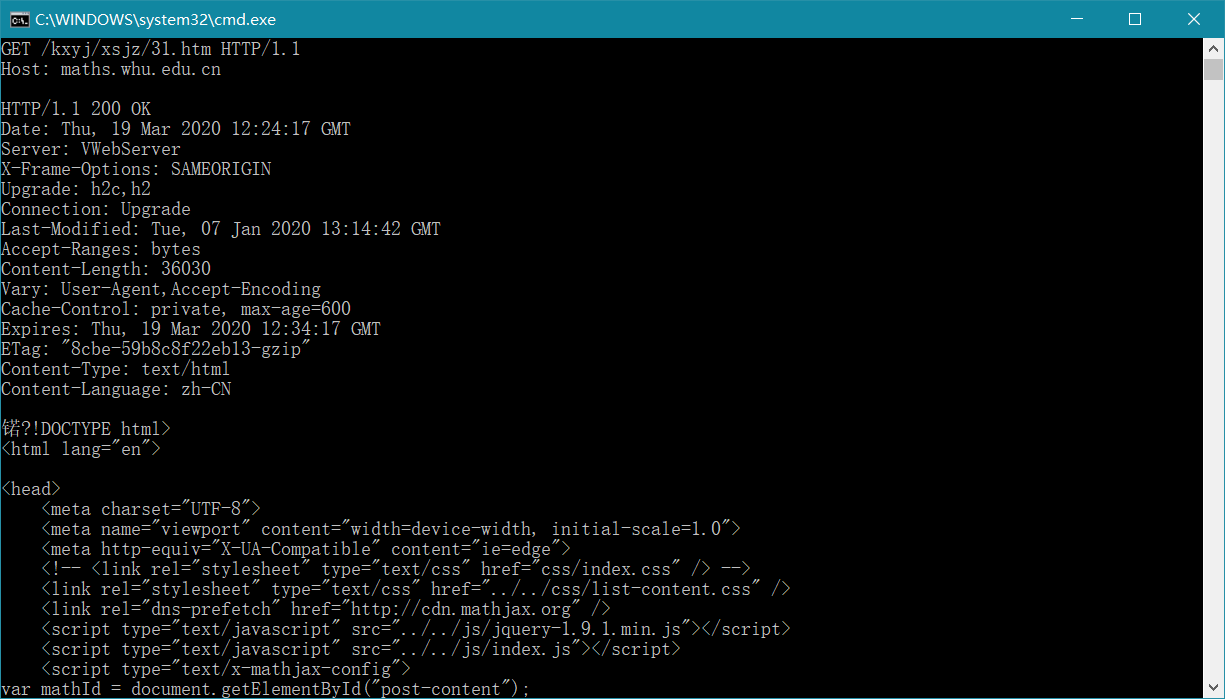 C:\WINDOWS\system32\cmd.exe
GET /kxyj/xsjz/31.htm HTTP/1.1
Host: maths.whu.edu.cn
HTTP/1.1 200 OK
Date: Thu, 19 Mar 2020 12:24:17 GMT
Server: VWebServer
X-Frame-Options: SAMEORIGIN
Upgrade: h2c,h2
Connection: Upgrade
Last-Modified: Tue, 07 Jan 2020 13:14:42 GMT
Accept-Ranges: bytes
Content-Length: 36030
Vary: User-Agent,Accept-Encoding
Cache-Control: private, max-age=600
Expires: Thu, 19 Mar 2020 12:34:17 GMT
ETag: "8cbe-59b8c8f22eb13-gzip"
Content-Type: text/html
Content-Language: zh-CN
锘?!DOCTYPE html>
<html lang="en">
<head>
    <meta charset="UTF-8">
    <meta name="viewport" content="width=device-width, initial-scale=1.0">
    <meta http-equiv="X-UA-Compatible" content="ie=edge">
    <!-- <link rel="stylesheet" type="text/css" href="css/index.css" /> -->
    <link rel="stylesheet" type="text/css" href="../../css/list-content.css" />
    <link rel="dns-prefetch" href="http://cdn.mathjax.org" />
    <script type="text/javascript" src="../../js/jquery-1.9.1.min.js"></script>
    <script type="text/javascript" src="../../js/index.js"></script>
    <script type="text/x-mathjax-config">
var mathId = document.getElementById("post-content");